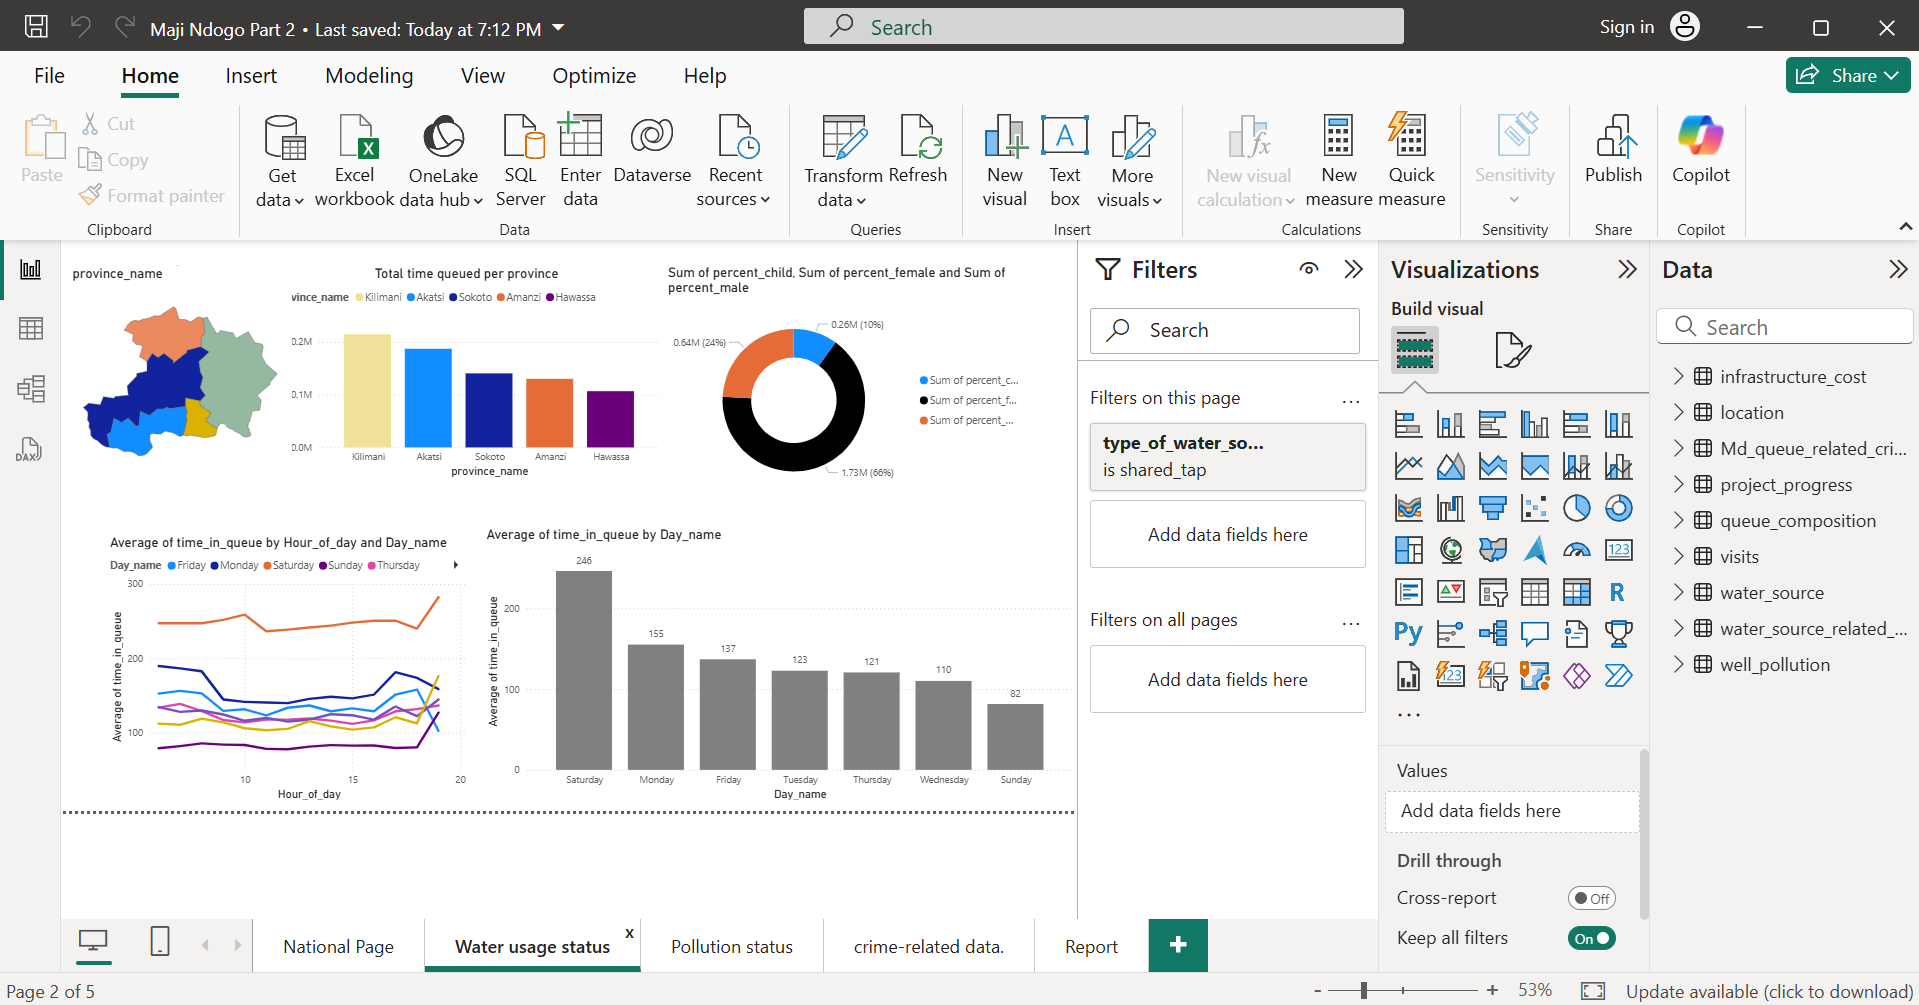 Maji Ndogo Part 2 • Last saved: Today at 7:12 PM
Search
Sign in
File Home Insert Modeling View Optimize Help
Share
Paste
Cut
Copy
Format painter
Clipboard
Get data
Excel workbook
OneLake data hub
SQL Server
Enter data
Dataverse
Recent sources
Data
Transform data
Refresh
Queries
New visual
Text box
More visuals
Insert
New visual calculation
New measure
Quick measure
Calculations
Sensitivity
Sensitivity
Publish
Share
Copilot
Copilot
province_name
Total time queued per province
vince_name Kilimani Akatsi Sokoto Amanzi Hawassa
0.2M
0.1M
0.0M
Kilimani Akatsi Sokoto Amanzi Hawassa
province_name
Sum of percent_child, Sum of percent_female and Sum of
percent_male
0.26M (10%)
0.64M (24%)
1.73M (66%)
Sum of percent_c...
Sum of percent_f...
Sum of percent_...
Average of time_in_queue by Hour_of_day and Day_name
Day_name Friday Monday Saturday Sunday Thursday
300
200
100
Average of time_in_queue
10 15 20
Hour_of_day
Average of time_in_queue by Day_name
246
155
137
123
121
110
82
200
100
0
Average of time_in_queue
Saturday Monday Friday Tuesday Thursday Wednesday Sunday
Day_name
Filters
Search
Filters on this page ...
type_of_water_so...
is shared_tap
Add data fields here
Filters on all pages ...
Add data fields here
Visualizations
Build visual
123
R
Py
123
...
Values
Add data fields here
Drill through
Cross-report Off
Keep all filters On
Data
Search
infrastructure_cost
location
Md_queue_related_cri...
project_progress
queue_composition
visits
water_source
water_source_related_...
well_pollution
DAX
National Page
Water usage status x
Pollution status
crime-related data.
Report
+
Page 2 of 5
- + 53%
Update available (click to download)